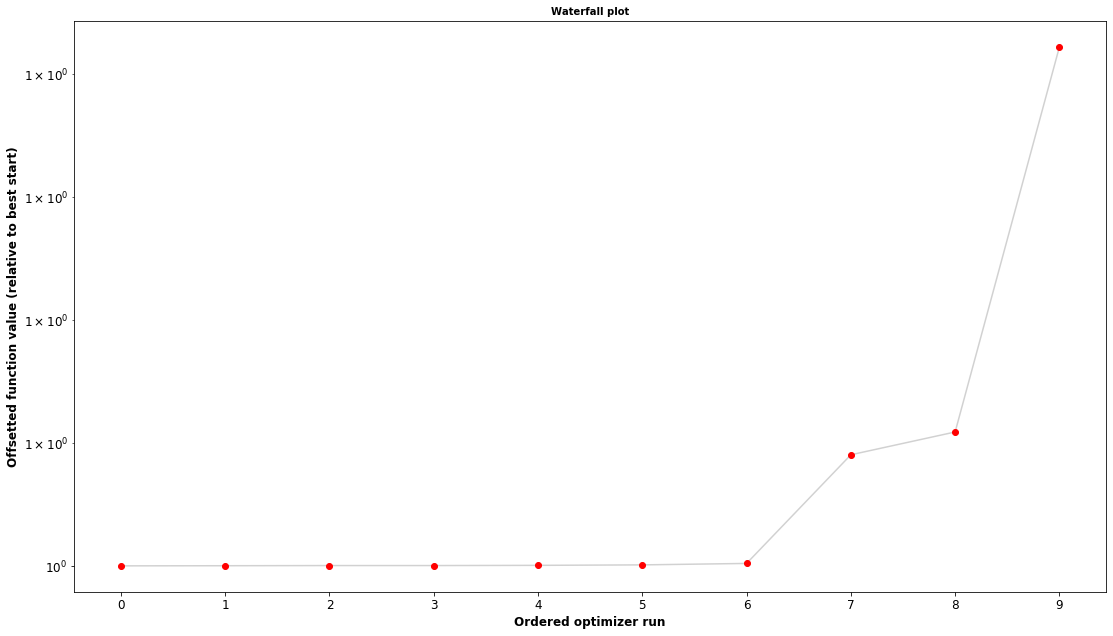 Waterfall plot
Offsetted function value (relative to best start)
1 × 10⁰
1 × 10⁰
1 × 10⁰
1 × 10⁰
10⁰
0 1 2 3 4 5 6 7 8 9
Ordered optimizer run